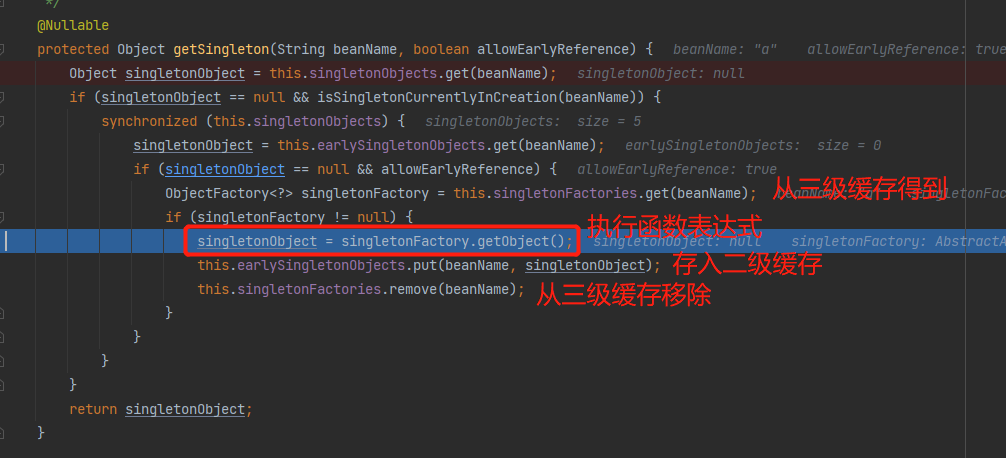 */
@Nullable
protected Object getSingleton(String beanName, boolean allowEarlyReference) { beanName: "a" allowEarlyReference: true
Object singletonObject = this.singletonObjects.get(beanName); singletonObject: null
if (singletonObject == null && isSingletonCurrentlyInCreation(beanName)) {
synchronized (this.singletonObjects) { singletonObjects: size = 5
singletonObject = this.earlySingletonObjects.get(beanName); earlySingletonObjects: size = 0
if (singletonObject == null && allowEarlyReference) { allowEarlyReference: true
ObjectFactory<?> singletonFactory = this.singletonFactories.get(beanName); 从三级缓存得到
if (singletonFactory != null) { 执行函数表达式
singletonObject = singletonFactory.getObject(); singletonObject: null singletonFactory: AbstractA
this.earlySingletonObjects.put(beanName, singletonObject); 存入二级缓存
this.singletonFactories.remove(beanName); 从三级缓存移除
}
}
}
}
return singletonObject;
}